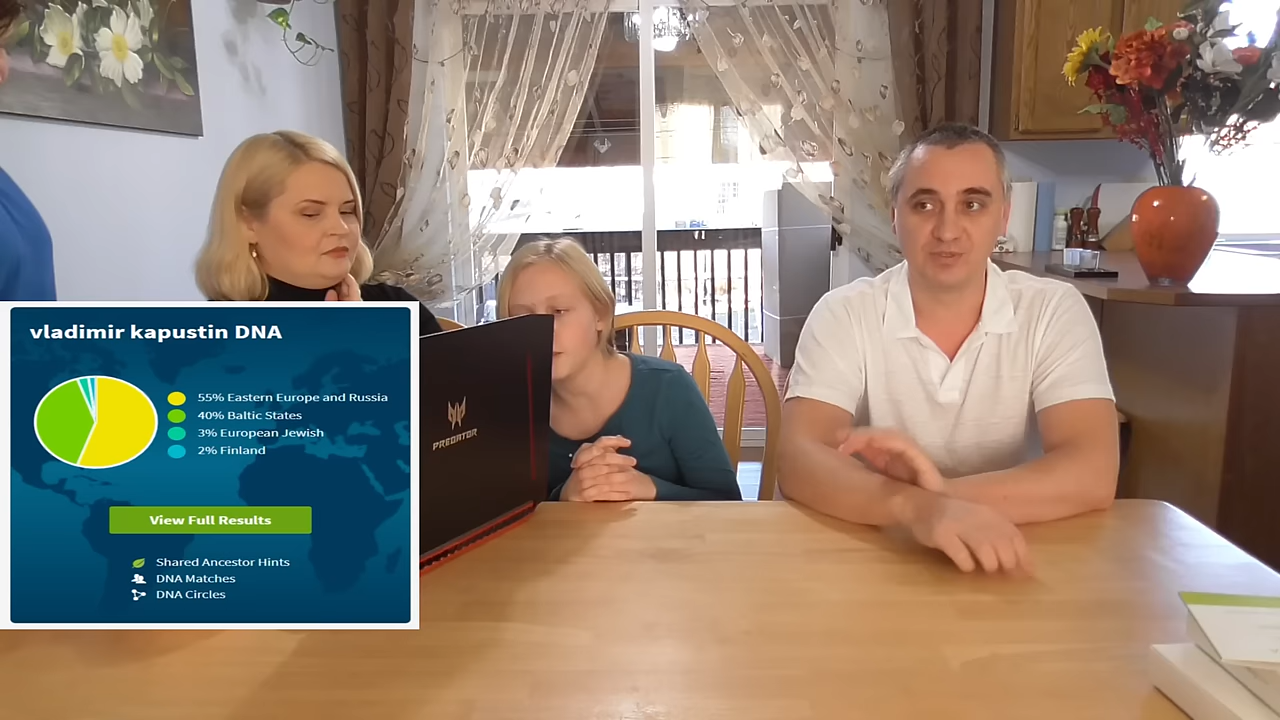 vladimir kapustin DNA
55% Eastern Europe and Russia
40% Baltic States
3% European Jewish
2% Finland
View Full Results
Shared Ancestor Hints
DNA Matches
DNA Circles
PREDATOR